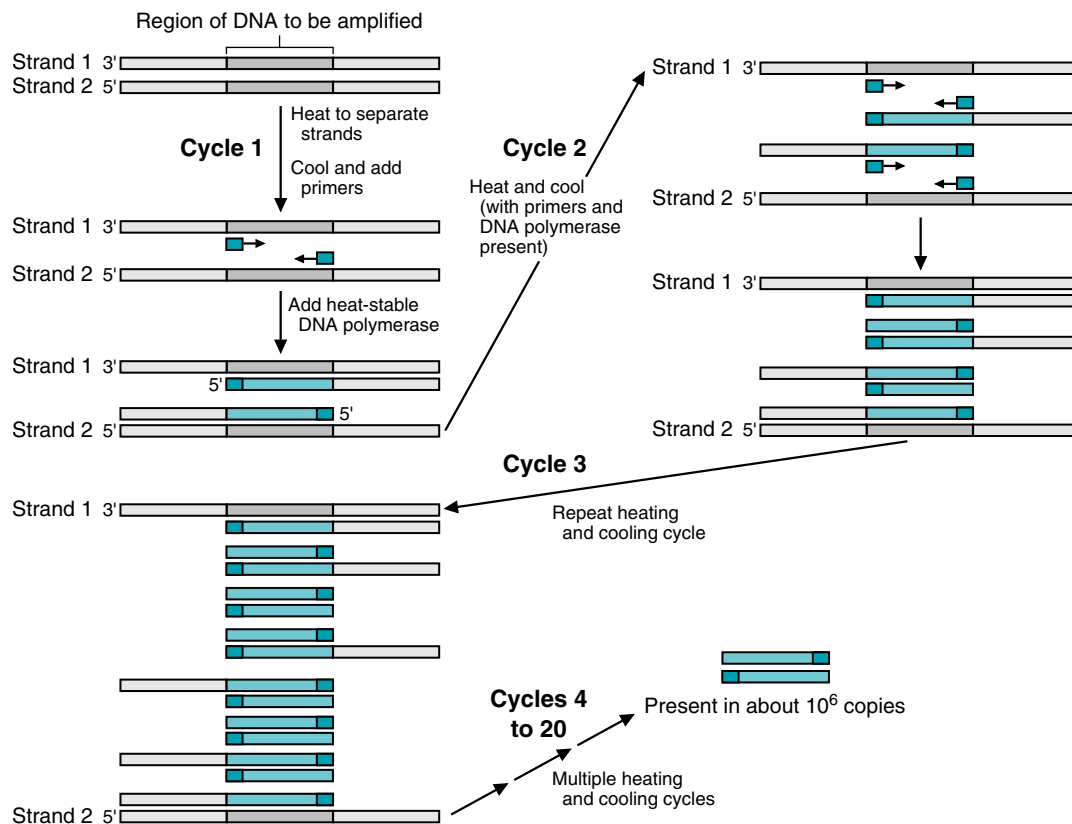 Region of DNA to be amplified
Strand 1 3'
Strand 2 5'
Heat to separate
strands
Cycle 1
Cool and add
primers
Strand 1 3'
Strand 2 5'
Add heat-stable
DNA polymerase
Strand 1 3'
5'
5'
Strand 2 5'
Cycle 2
Heat and cool
(with primers and
DNA polymerase
present)
Strand 1 3'
Strand 2 5'
Strand 1 3'
Strand 2 5'
Cycle 3
Repeat heating
and cooling cycle
Strand 1 3'
Strand 2 5'
Cycles 4
to 20
Multiple heating
and cooling cycles
Present in about 10⁶ copies